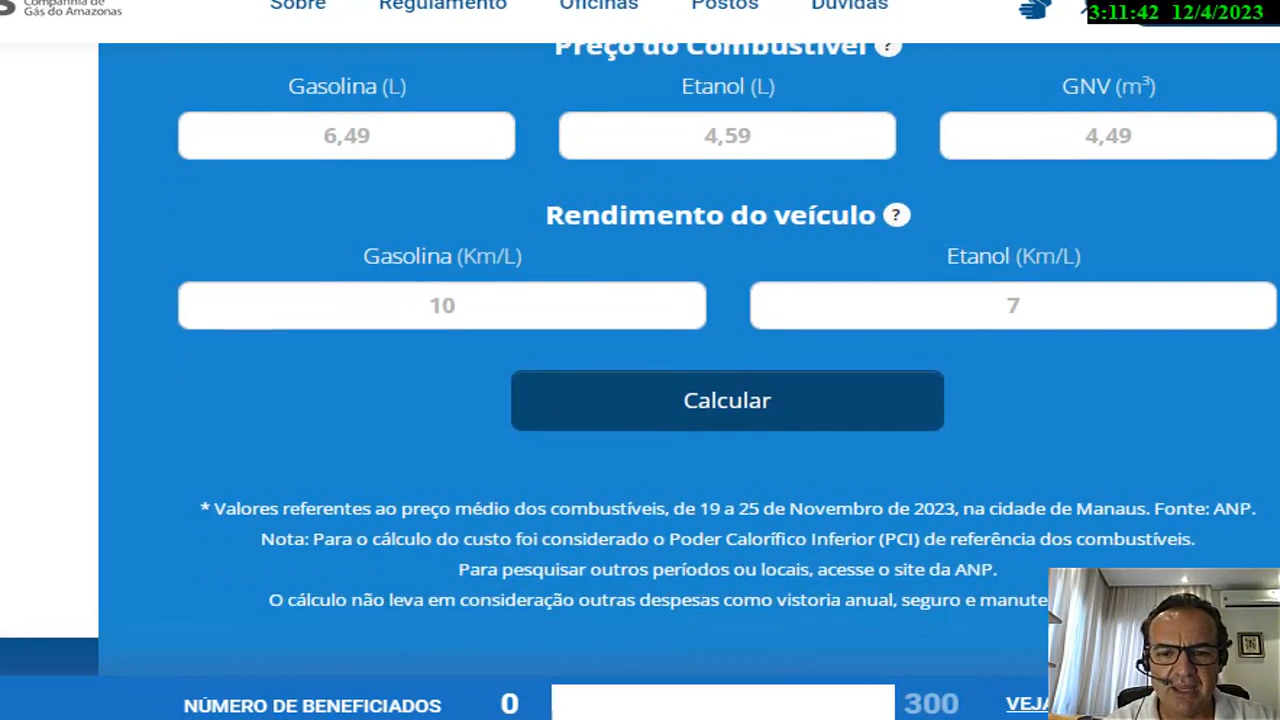 Companhia de
Gás do Amazonas
Sobre
Regulamento
Oficinas
Postos
Dúvidas
3:11:42 12/4/2023
Preço do Combustível ?
Gasolina (L)
Etanol (L)
GNV (m³)
6,49
4,59
4,49
Rendimento do veículo ?
Gasolina (Km/L)
Etanol (Km/L)
10
7
Calcular
* Valores referentes ao preço médio dos combustíveis, de 19 a 25 de Novembro de 2023, na cidade de Manaus. Fonte: ANP.
Nota: Para o cálculo do custo foi considerado o Poder Calorífico Inferior (PCI) de referência dos combustíveis.
Para pesquisar outros períodos ou locais, acesse o site da ANP.
O cálculo não leva em consideração outras despesas como vistoria anual, seguro e manute
NÚMERO DE BENEFICIADOS
0
300
VEJA